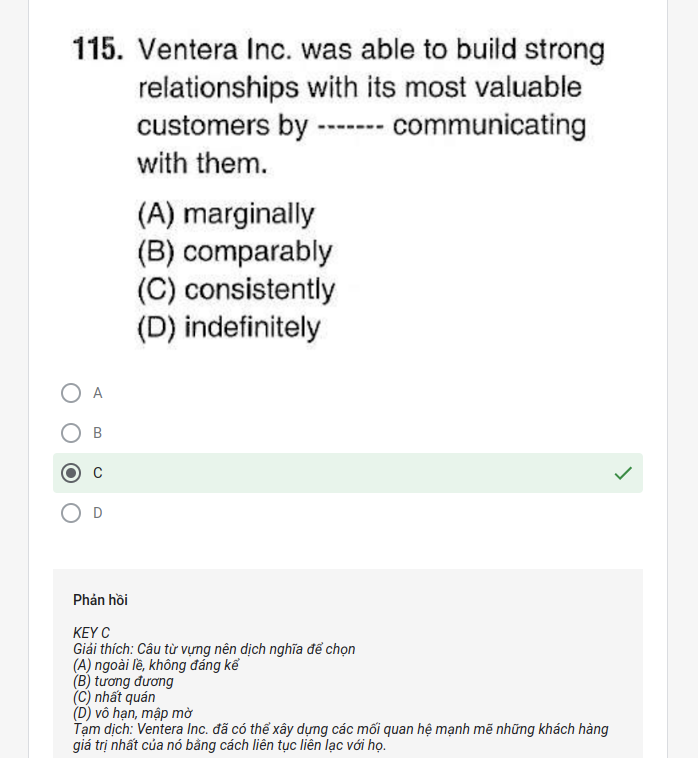 115. Ventera Inc. was able to build strong
relationships with its most valuable
customers by ------- communicating
with them.
(A) marginally
(B) comparably
(C) consistently
(D) indefinitely
A
B
C
D
Phản hồi
KEY C
Giải thích: Câu từ vựng nên dịch nghĩa để chọn
(A) ngoài lề, không đáng kể
(B) tương đương
(C) nhất quán
(D) vô hạn, mập mờ
Tạm dịch: Ventera Inc. đã có thể xây dựng các mối quan hệ mạnh mẽ những khách hàng
giá trị nhất của nó bằng cách liên tục liên lạc với họ.